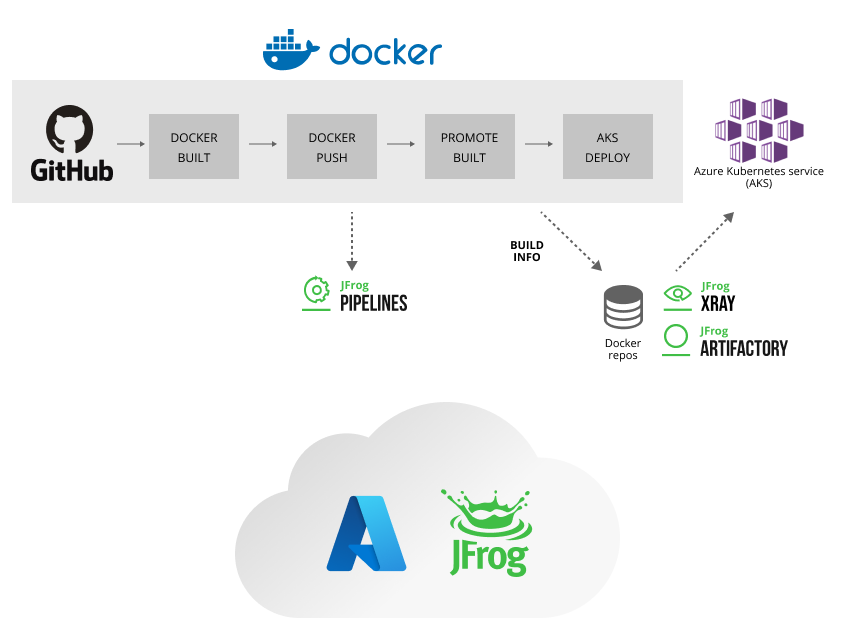 docker
GitHub
DOCKER
BUILT
DOCKER
PUSH
PROMOTE
BUILT
AKS
DEPLOY
Azure Kubernetes service
(AKS)
BUILD
INFO
JFrog
PIPELINES
Docker
repos
JFrog
XRAY
JFrog
ARTIFACTORY
JFrog